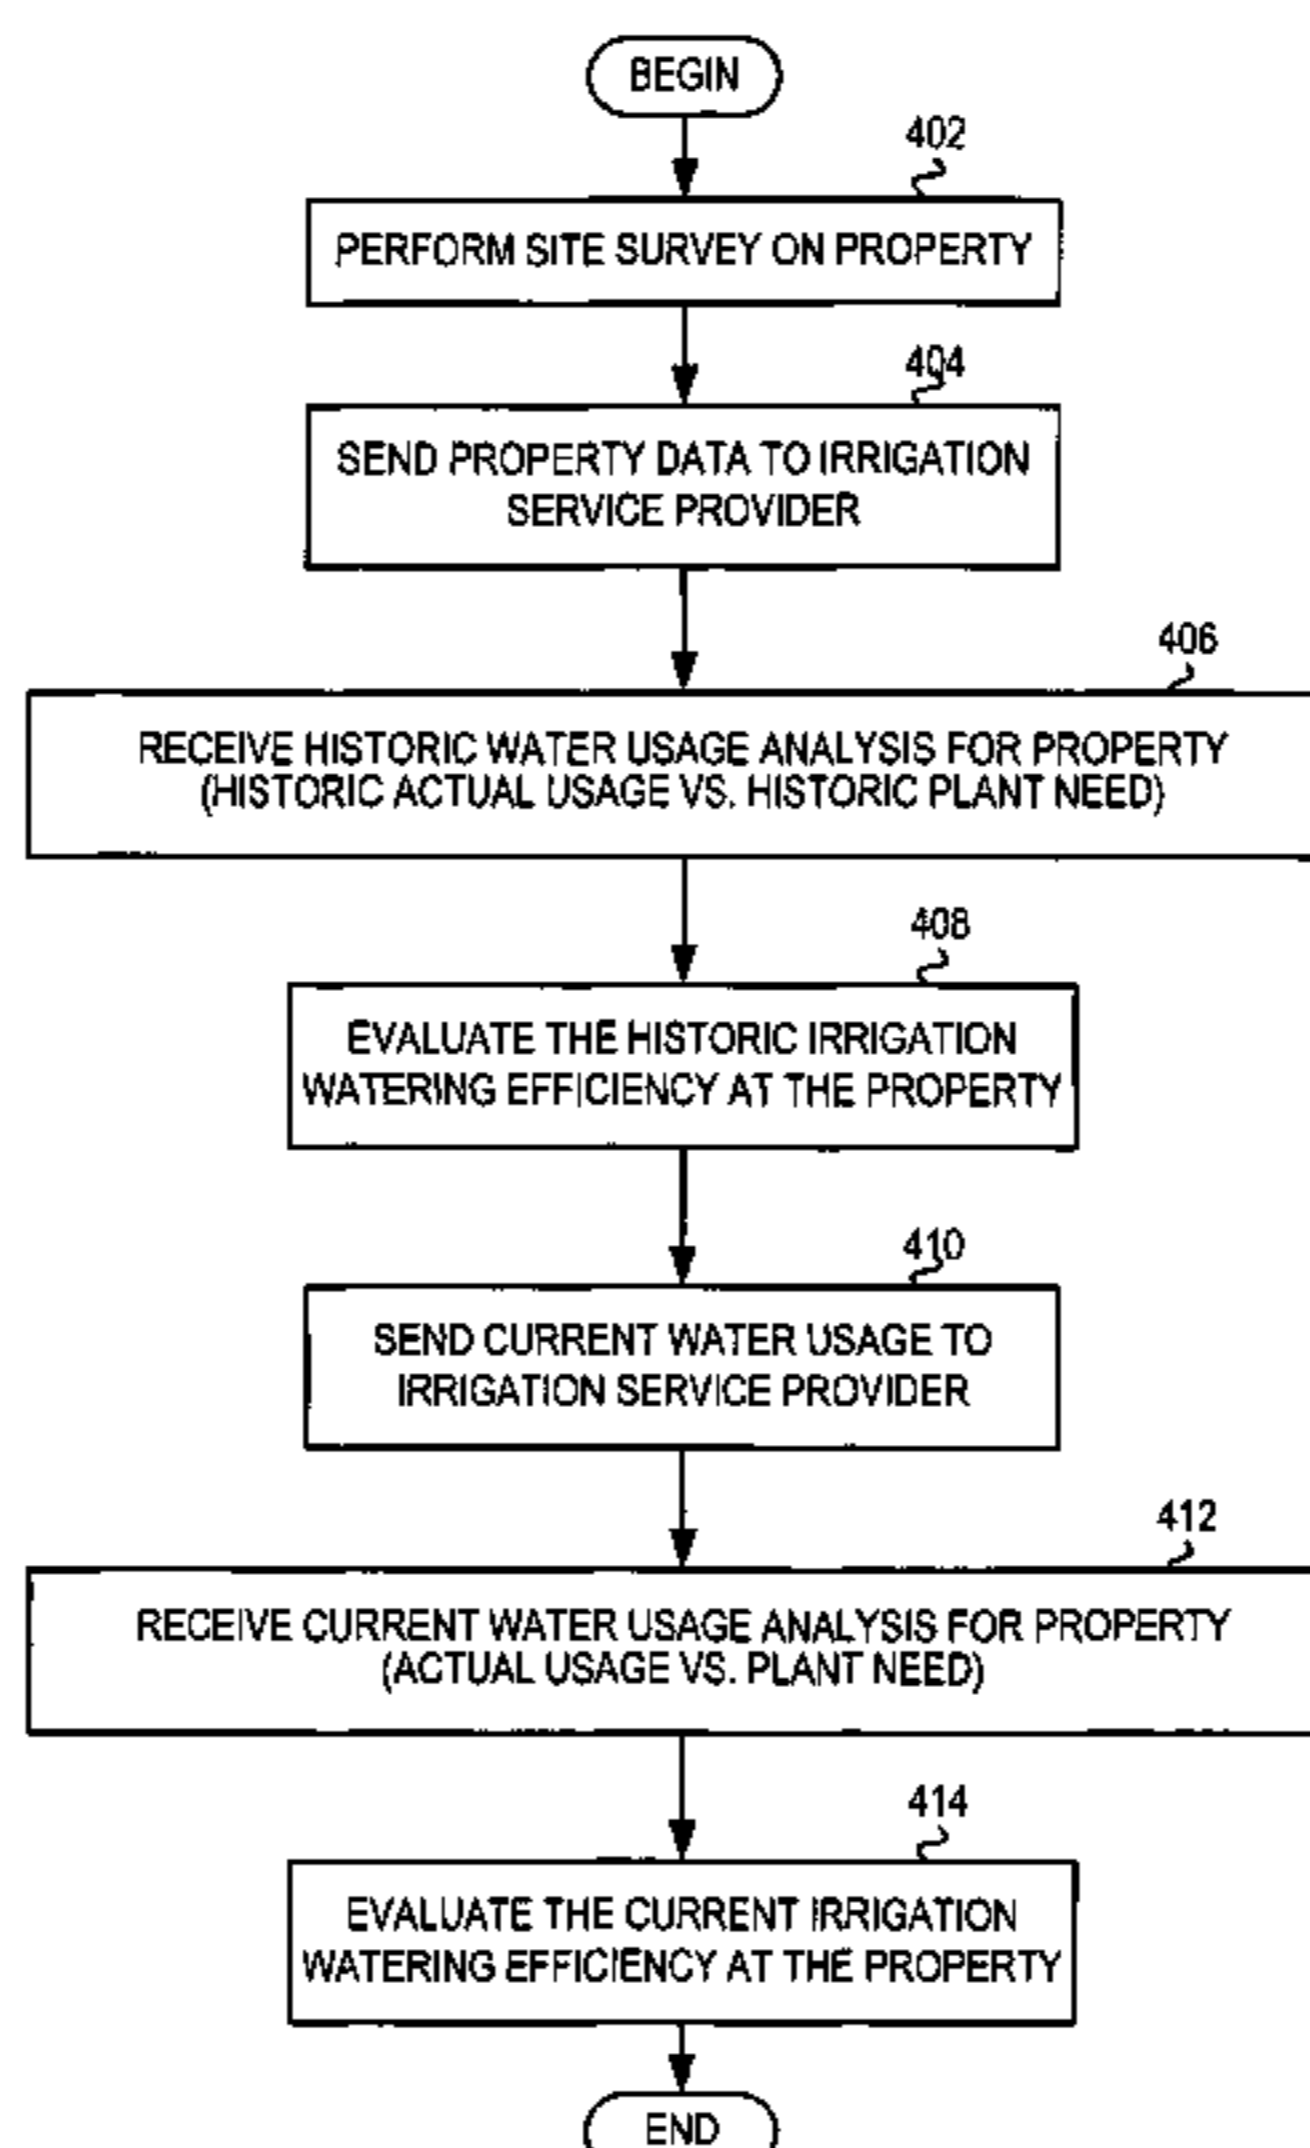 BEGIN
402
PERFORM SITE SURVEY ON PROPERTY
404
SEND PROPERTY DATA TO IRRIGATION
SERVICE PROVIDER
406
RECEIVE HISTORIC WATER USAGE ANALYSIS FOR PROPERTY
(HISTORIC ACTUAL USAGE VS. HISTORIC PLANT NEED)
408
EVALUATE THE HISTORIC IRRIGATION
WATERING EFFICIENCY AT THE PROPERTY
410
SEND CURRENT WATER USAGE TO
IRRIGATION SERVICE PROVIDER
412
RECEIVE CURRENT WATER USAGE ANALYSIS FOR PROPERTY
(ACTUAL USAGE VS. PLANT NEED)
414
EVALUATE THE CURRENT IRRIGATION
WATERING EFFICIENCY AT THE PROPERTY
END